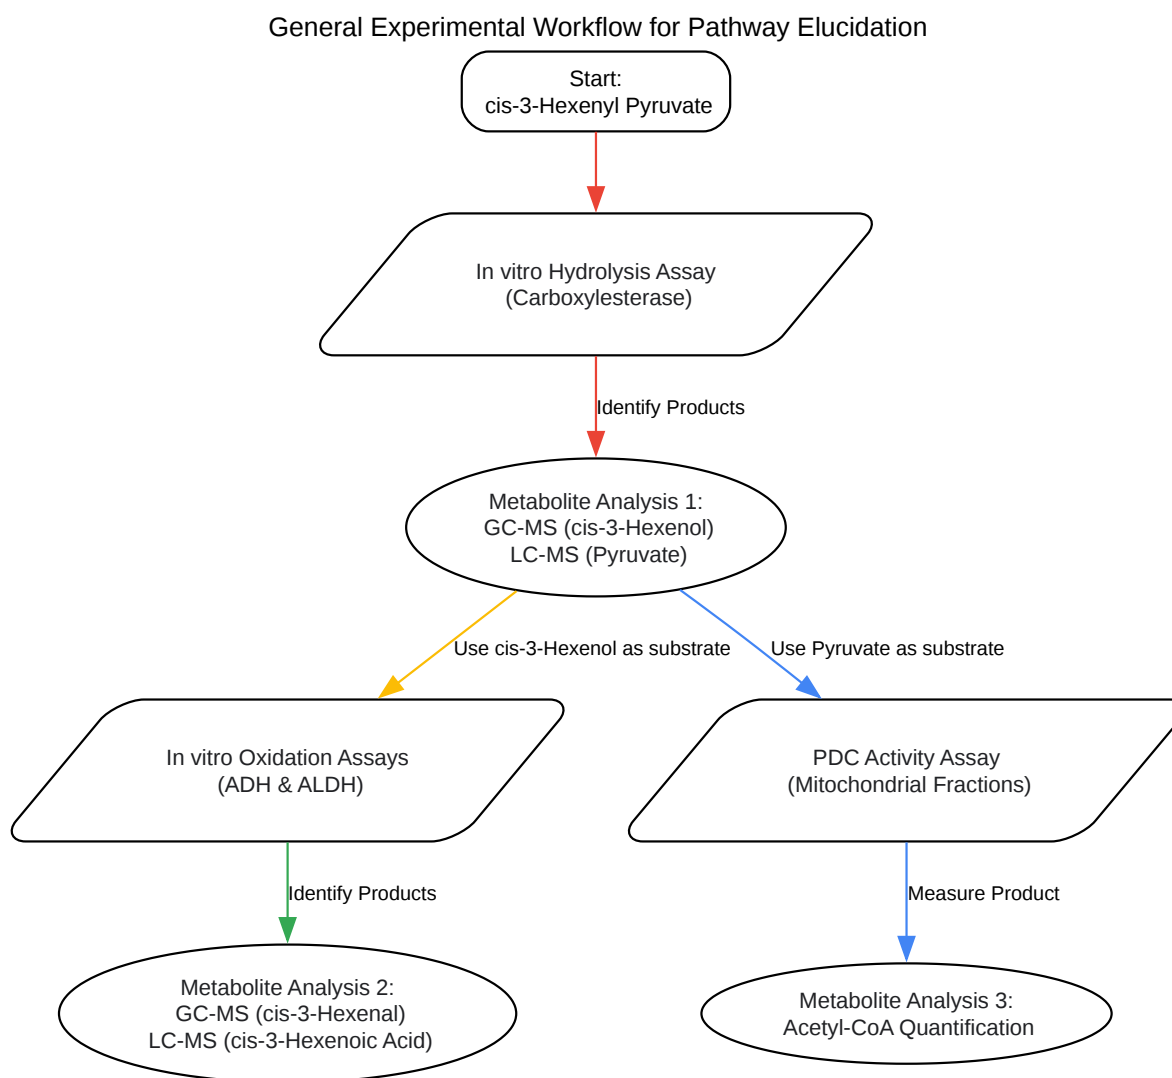 General Experimental Workflow for Pathway Elucidation
Start:
cis-3-Hexenyl Pyruvate
In vitro Hydrolysis Assay
(Carboxylesterase)
Identify Products
Metabolite Analysis 1:
GC-MS (cis-3-Hexenol)
LC-MS (Pyruvate)
Use cis-3-Hexenol as substrate
Use Pyruvate as substrate
In vitro Oxidation Assays
(ADH & ALDH)
PDC Activity Assay
(Mitochondrial Fractions)
Identify Products
Measure Product
Metabolite Analysis 2:
GC-MS (cis-3-Hexenal)
LC-MS (cis-3-Hexenoic Acid)
Metabolite Analysis 3:
Acetyl-CoA Quantification